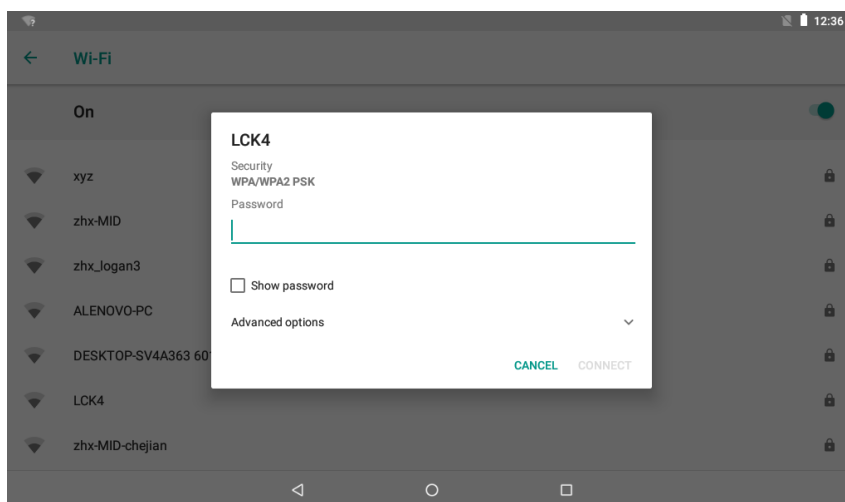 12:36
Wi-Fi
On
LCK4
Security
WPA/WPA2 PSK
Password
Show password
Advanced options
CANCEL CONNECT
xyz
zhx-MID
zhx_logan3
ALENOVO-PC
DESKTOP-SV4A363 60
LCK4
zhx-MID-chejian